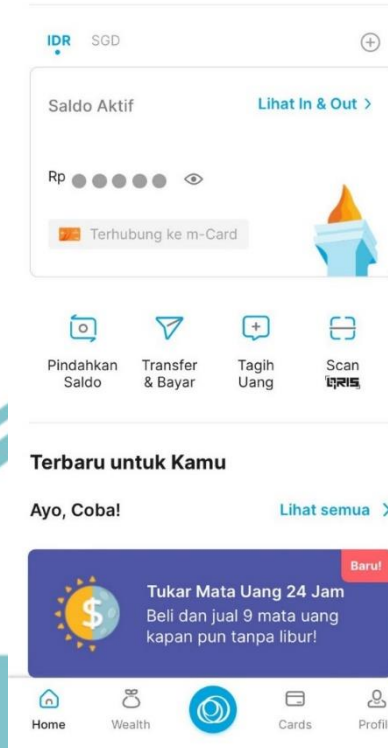 IDR SGD
Saldo Aktif Lihat In & Out >
Rp
Terhubung ke m-Card
Pindahkan Saldo
Transfer & Bayar
Tagih Uang
Scan QRIS
Terbaru untuk Kamu
Ayo, Coba! Lihat semua >
Baru!
Tukar Mata Uang 24 Jam
Beli dan jual 9 mata uang
kapan pun tanpa libur!
Home Wealth Cards Profil